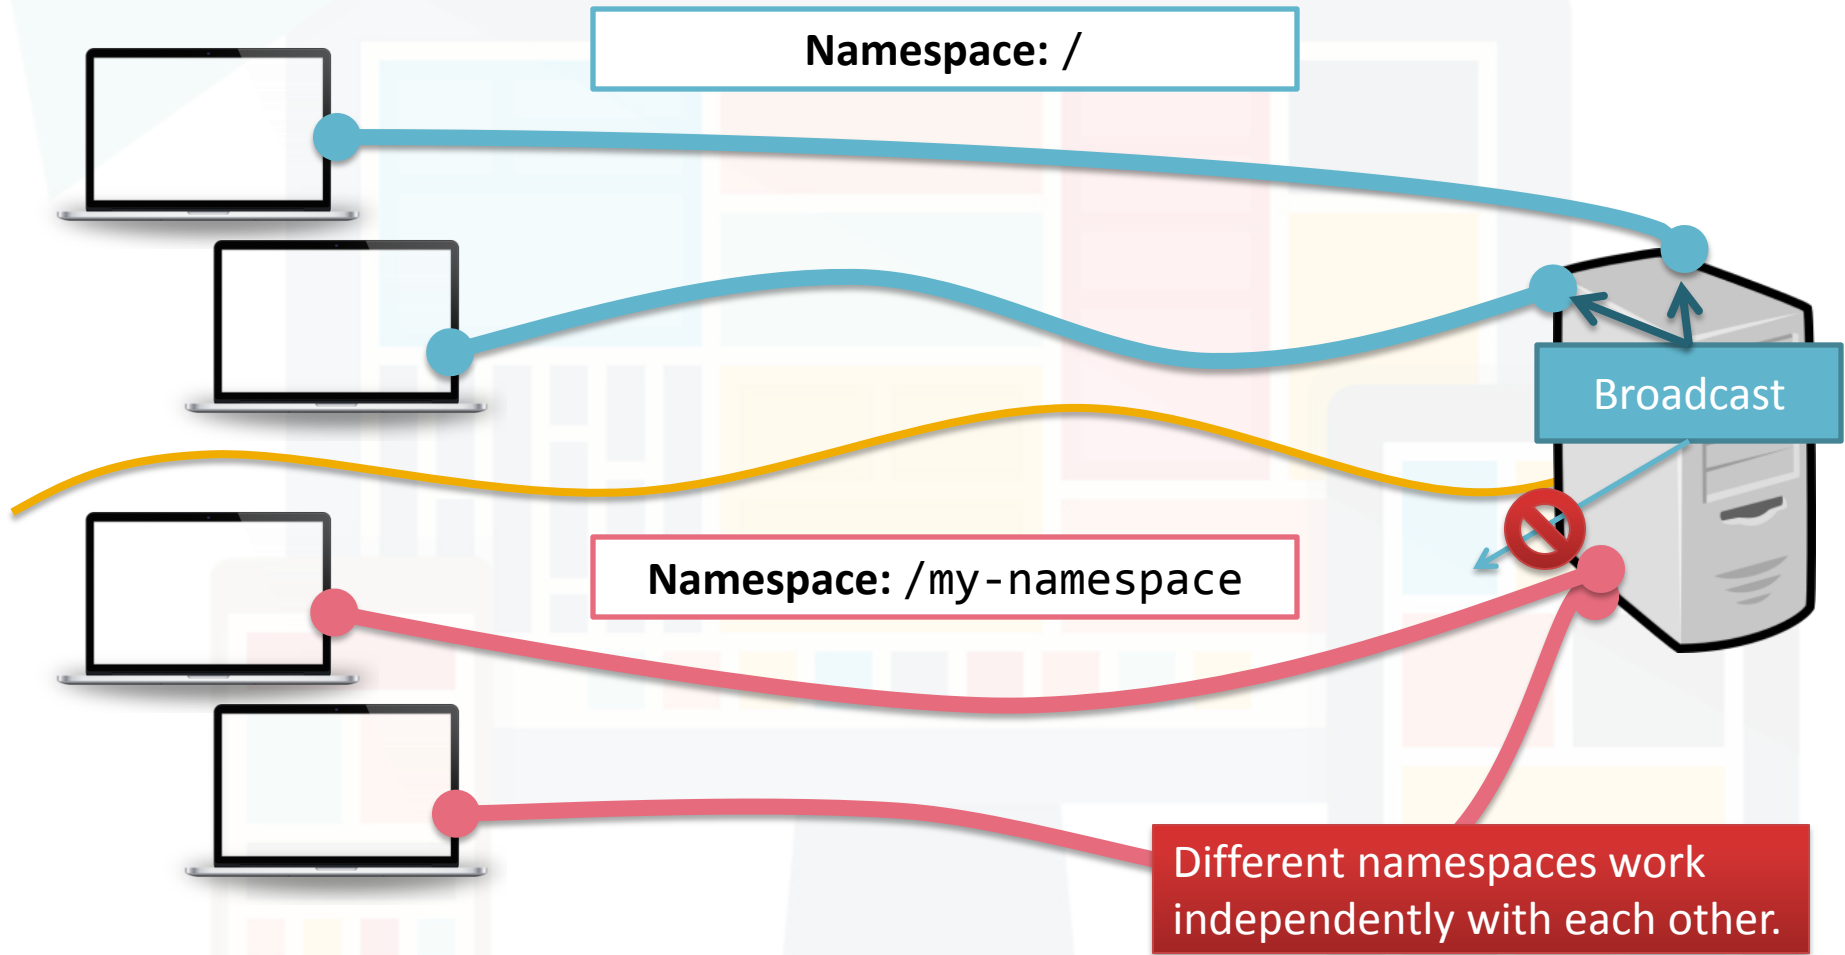 Namespace: /
Broadcast
Namespace: /my-namespace
Different namespaces work
independently with each other.